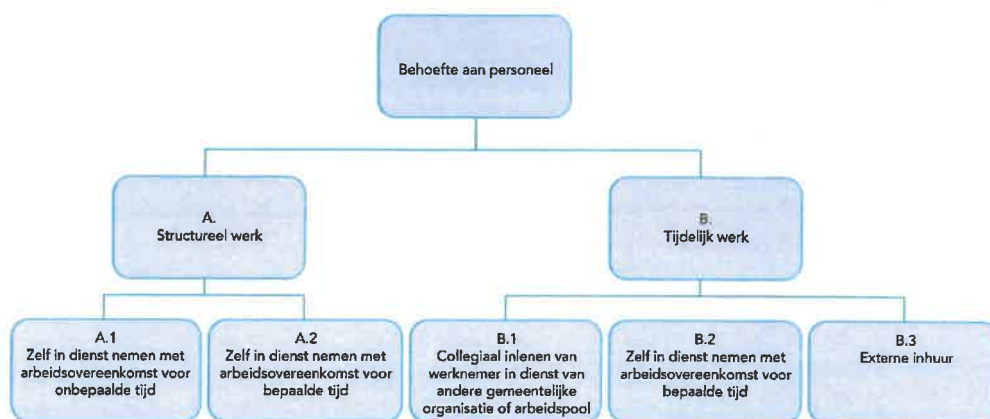 Behoefte aan personeel
A.
Structureel werk
B.
Tijdelijk werk
A.1
Zelf in dienst nemen met
arbeidsovereenkomst voor
onbepaalde tijd
A.2
Zelf in dienst nemen met
arbeidsovereenkomst voor
bepaalde tijd
B.1
Collegiaal inlenen van
werknemer in dienst van
andere gemeentelijke
organisatie of arbeidspool
B.2
Zelf in dienst nemen met
arbeidsovereenkomst voor
bepaalde tijd
B.3
Externe inhuur